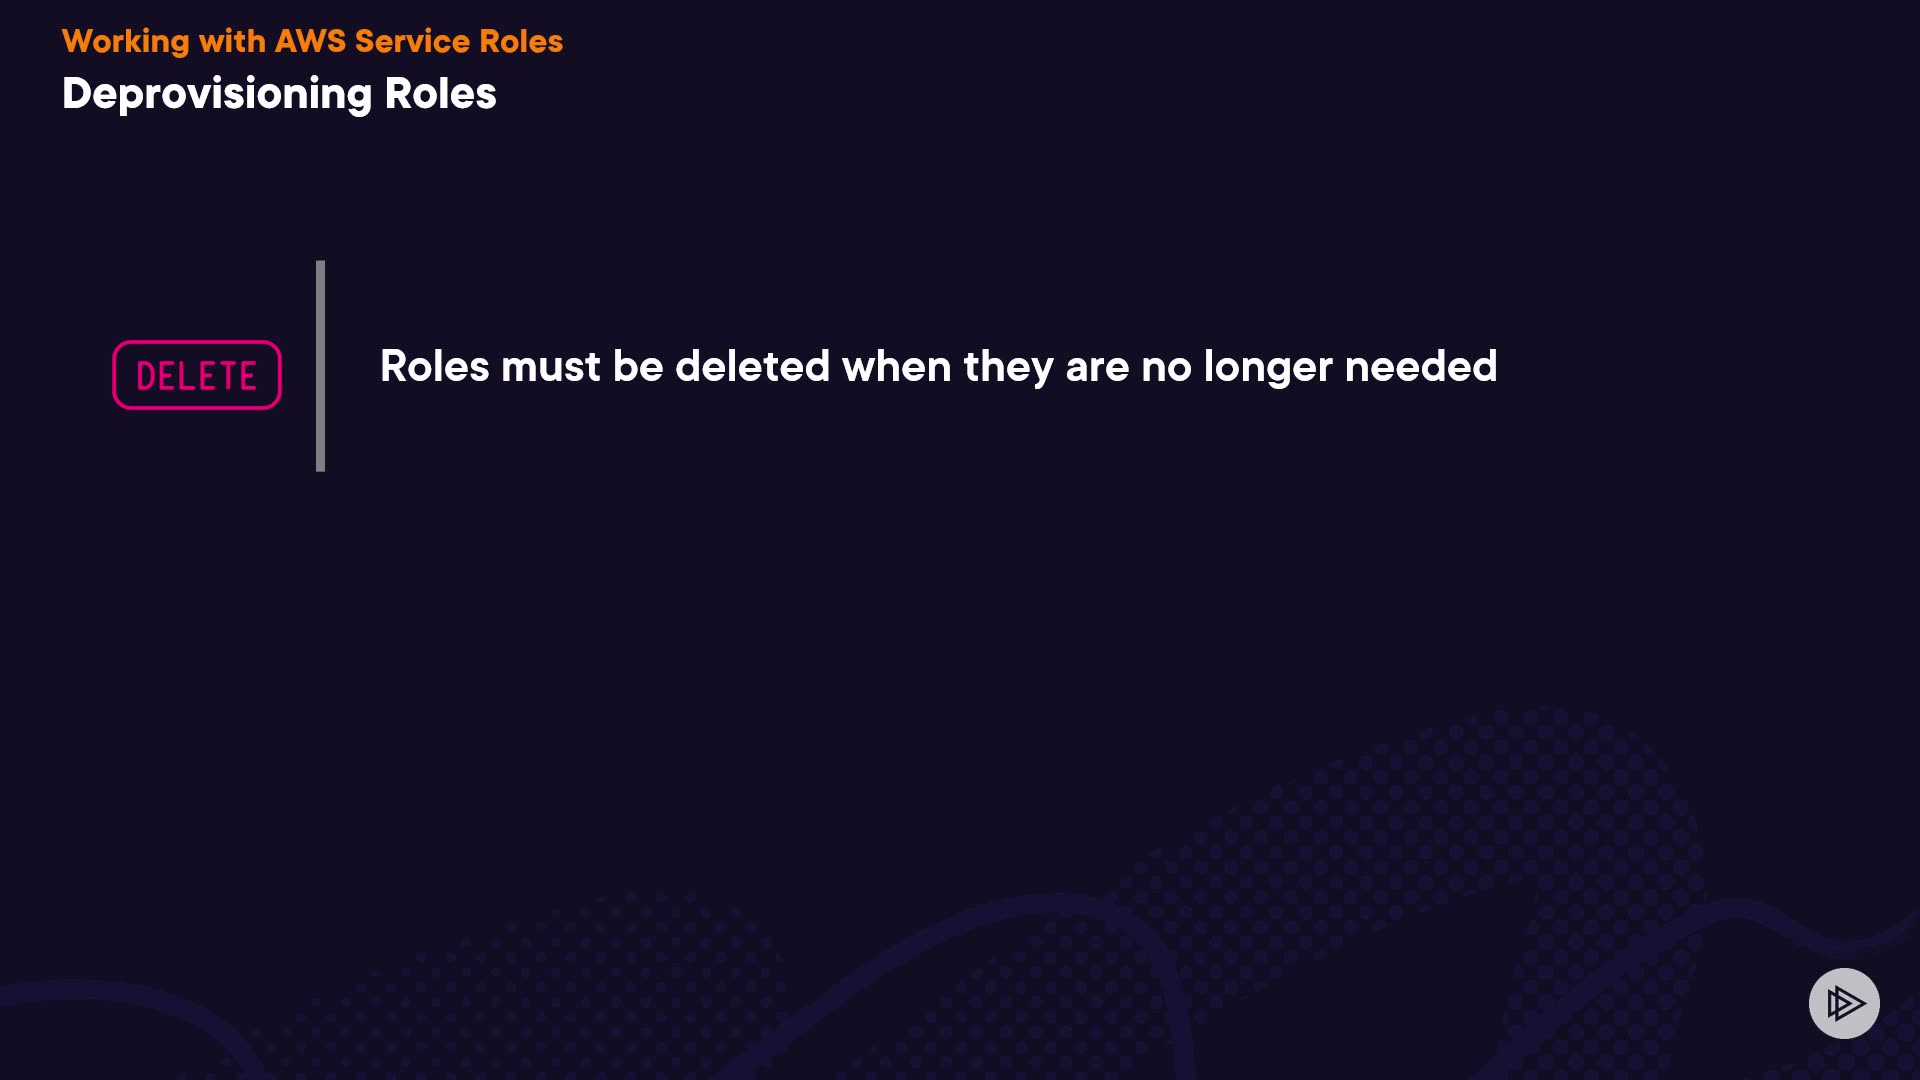 Working with AWS Service Roles
Deprovisioning Roles
DELETE
Roles must be deleted when they are no longer needed